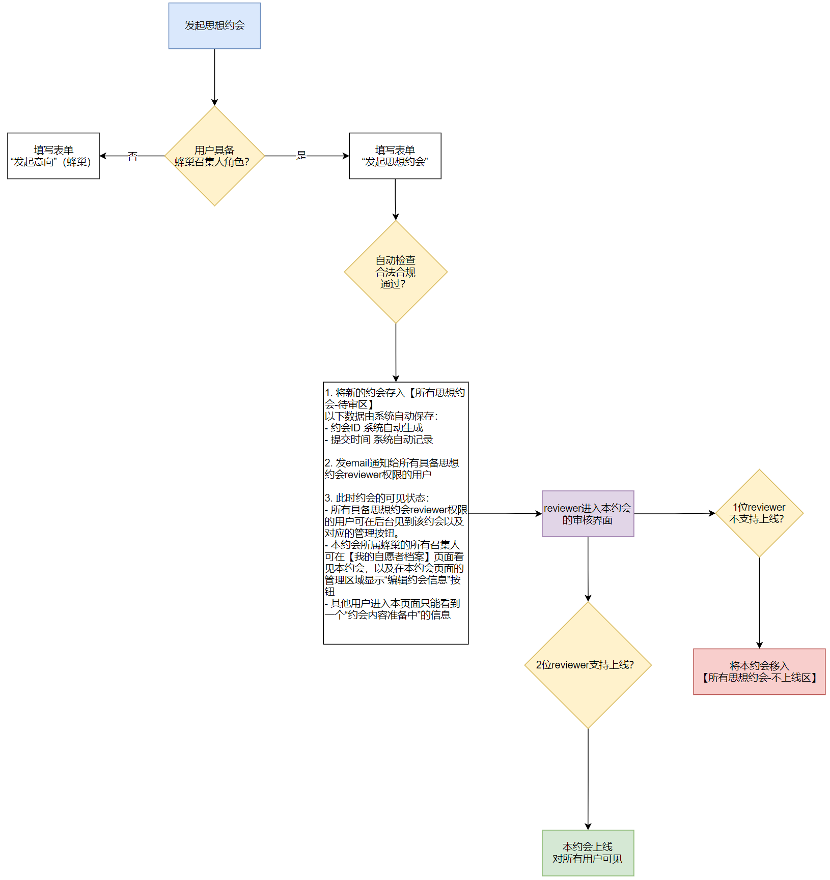 发起思想约会
用户具备
蜂巢召集人角色?
否
是
填写表单
“发起意向”（蜂巢）
填写表单
“发起思想约会”
自动检查
合法合规
通过?
1. 将新的约会存入【所有思想约
会-待审区】
以下数据由系统自动保存：
- 约会ID 系统自动生成
- 提交时间 系统自动记录
2. 发email通知给所有具备思想
约会reviewer权限的用户
3. 此时约会的可见状态：
- 所有具备思想约会reviewer权限
的用户可在后台见到该约会以及
对应的管理按钮。
- 本约会所属蜂巢的所有召集人
可在【我的自愿者档案】页面看
见本约会，以及在本约会页面的
管理区域显示“编辑约会信息”按
钮
- 其他用户进入本页面只能看到
一个“约会内容准备中”的信息
reviewer进入本约会
的审核界面
1位reviewer
不支持上线?
2位reviewer支持上线?
将本约会移入
【所有思想约会-不上线区】
本约会上线
对所有用户可见